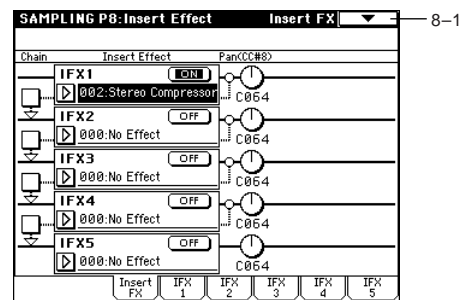 SAMPLING P8:Insert Effect Insert FX 8–1
Chain Insert Effect Pan(CC#8)
IFX1 ON
002:Stereo Compressor C064
IFX2 OFF
000:No Effect C064
IFX3 OFF
000:No Effect C064
IFX4 OFF
000:No Effect C064
IFX5 OFF
000:No Effect C064
Insert FX IFX 1 IFX 2 IFX 3 IFX 4 IFX 5